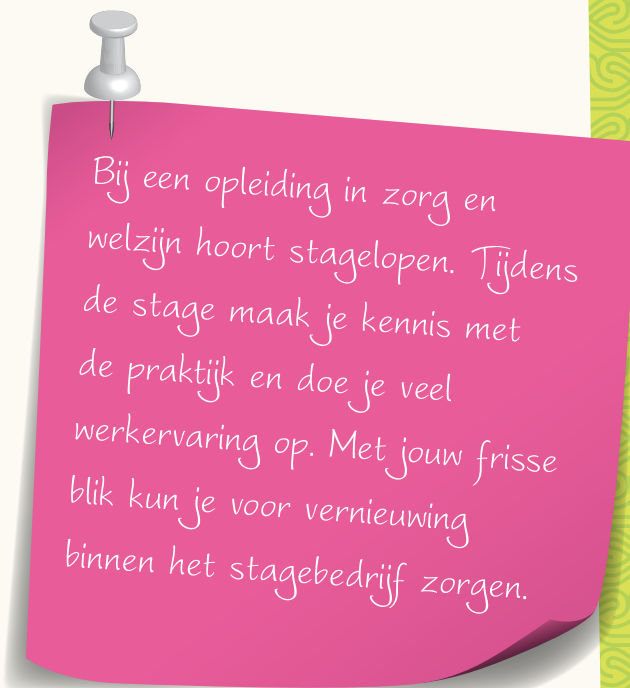 Bij een opleiding in zorg en
welzijn hoort stagelopen. Tijdens
de stage maak je kennis met
de praktijk en doe je veel
werkervaring op. Met jouw frisse
blik kun je voor vernieuwing
binnen het stagebedrijf zorgen.